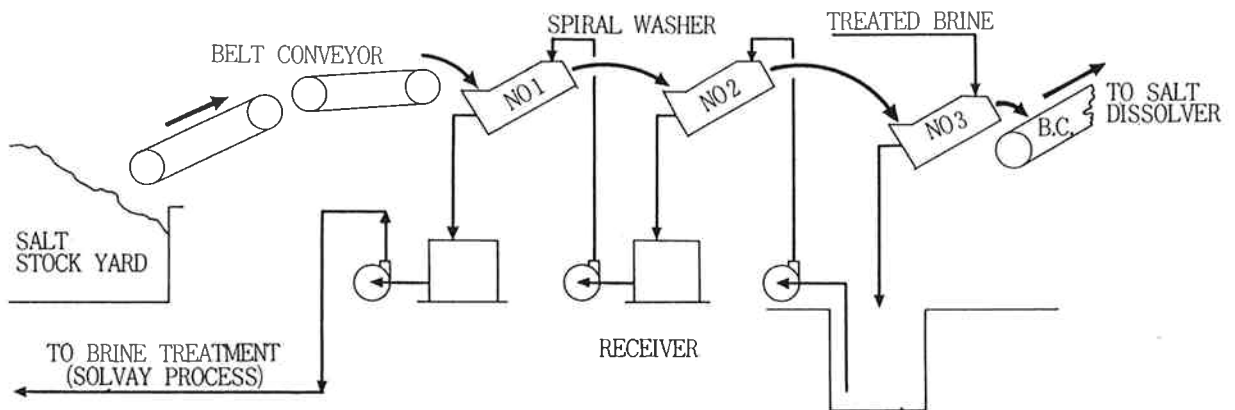 SPIRAL WASHER
TREATED BRINE
BELT CONVEYOR
NO1
NO2
NO3
B.C.
TO SALT
DISSOLVER
SALT
STOCK YARD
RECEIVER
TO BRINE TREATMENT
(SOLVAY PROCESS)